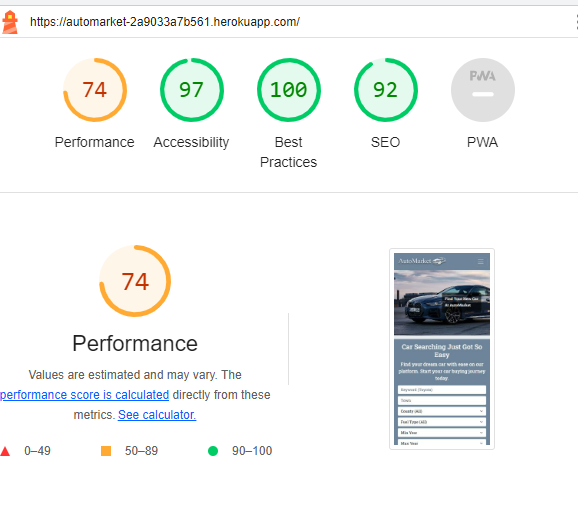 https://automarket-2a9033a7b561.herokuapp.com/
74
97
100
92
PWA
Performance
Accessibility
Best
Practices
SEO
PWA
74
Performance
Values are estimated and may vary. The
performance score is calculated directly from these
metrics. See calculator.
0–49
50–89
90–100
AutoMarket
Find Your New Car
At AutoMarket
Car Searching Just Got So
Easy
Find your dream car with ease on our
platform. Start your car buying journey
today.
Keyword (Toyota)
County (All)
Fuel Type (All)
Min Year
Max Year